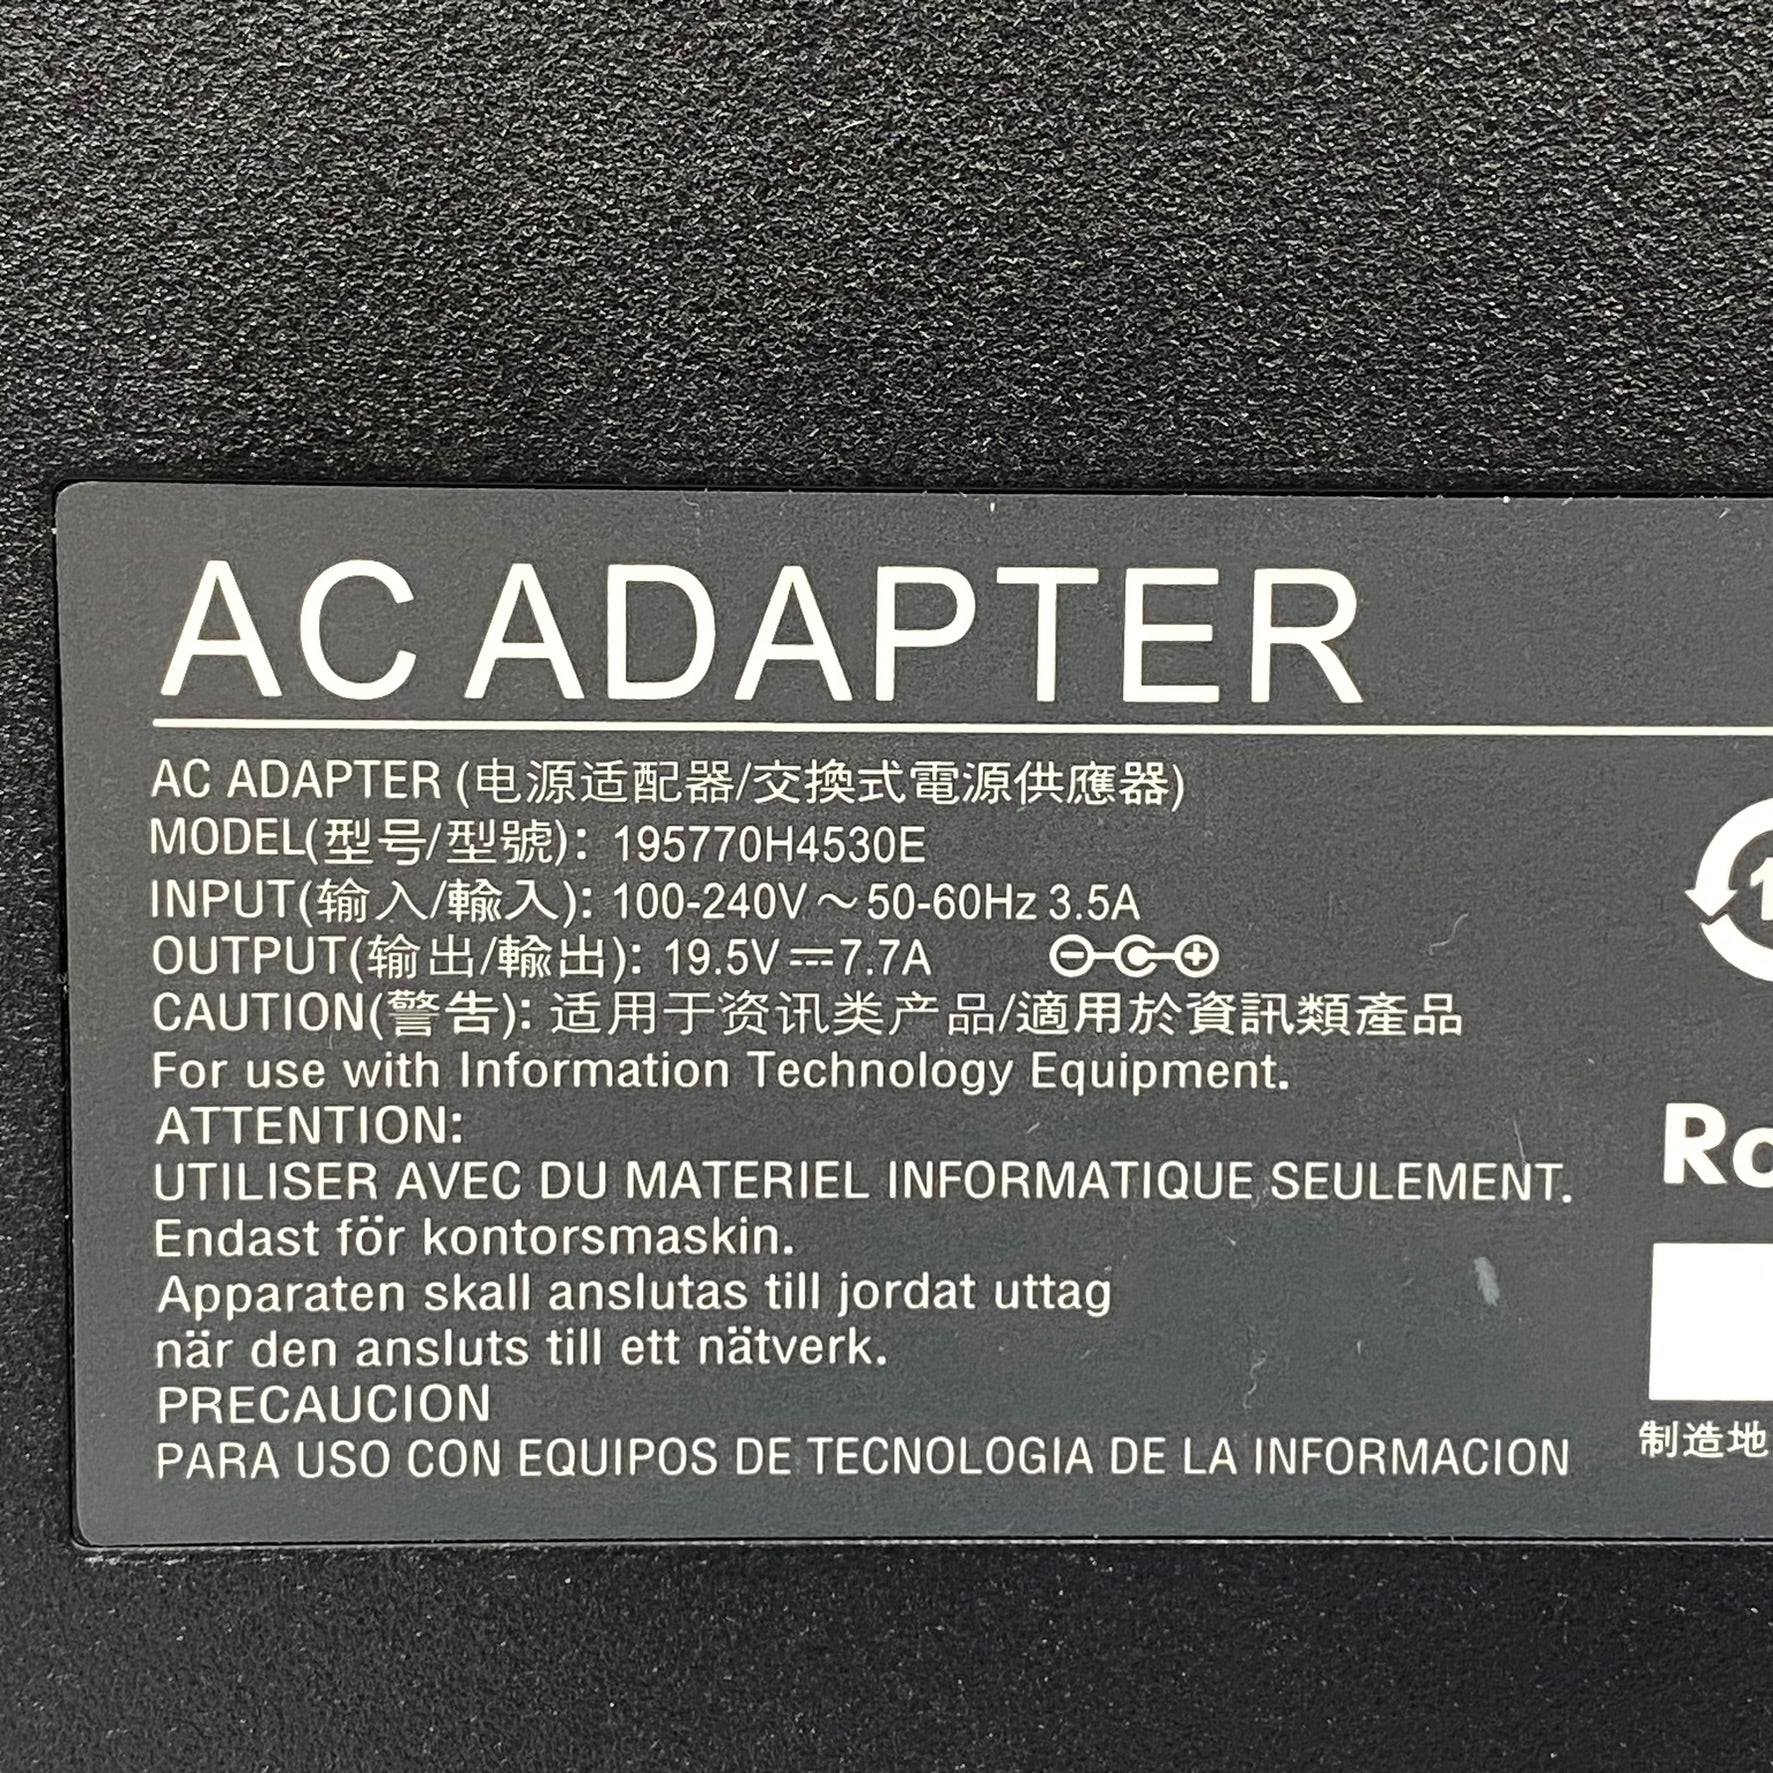 AC ADAPTER
AC ADAPTER (电源适配器/交換式電源供應器)
MODEL(型号/型號): 195770H4530E
INPUT(输入/輸入): 100-240V～50-60Hz 3.5A
OUTPUT(输出/輸出): 19.5V⎓7.7A
CAUTION(警告): 适用于资讯类产品/適用於資訊類產品
For use with Information Technology Equipment.
ATTENTION:
UTILISER AVEC DU MATERIEL INFORMATIQUE SEULEMENT.
Endast för kontorsmaskin.
Apparaten skall anslutas till jordat uttag
när den ansluts till ett nätverk.
PRECAUCION
PARA USO CON EQUIPOS DE TECNOLOGIA DE LA INFORMACION
制造地